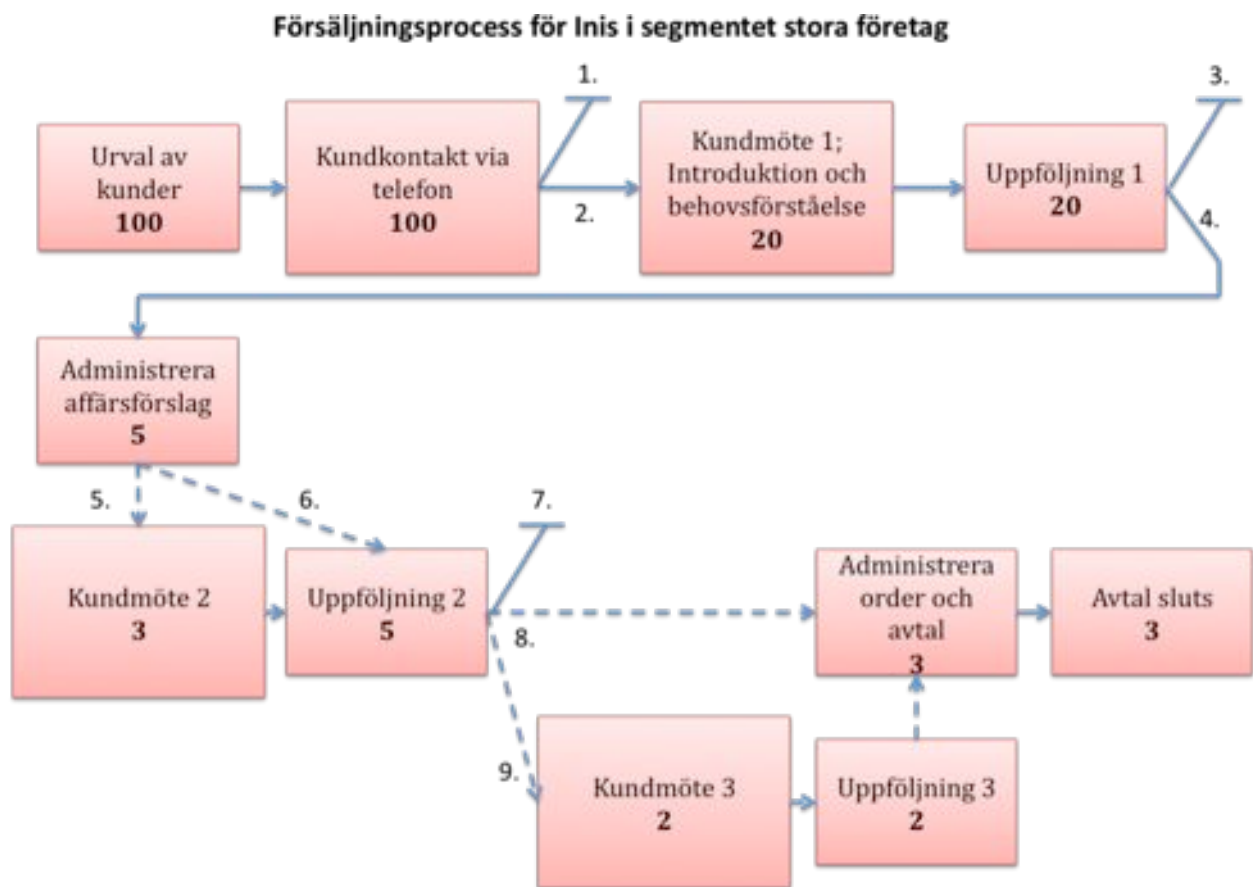 Försäljningsprocess för Inis i segmentet stora företag
1.
3.
Urval av
kunder
100
Kundkontakt via
telefon
100
2.
Kundmöte 1;
Introduktion och
behovsförståelse
20
Uppföljning 1
20
4.
Administrera
affärsförslag
5
5.
6.
7.
Kundmöte 2
3
Uppföljning 2
5
8.
Administrera
order och
avtal
3
Avtal sluts
3
9.
Kundmöte 3
2
Uppföljning 3
2